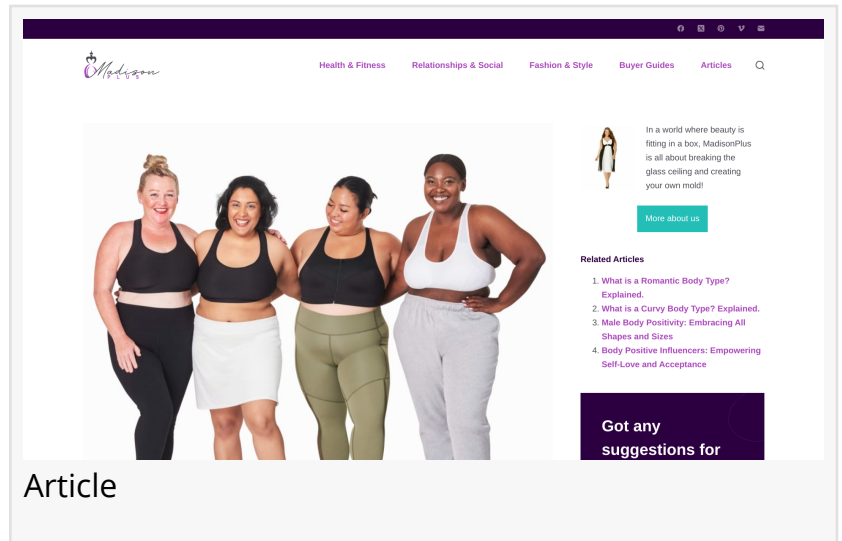 Madison
PLUS
Health & Fitness
Relationships & Social
Fashion & Style
Buyer Guides
Articles
In a world where beauty is
fitting in a box, MadisonPlus
is all about breaking the
glass ceiling and creating
your own mold!
More about us
Related Articles
1. What is a Romantic Body Type?
Explained.
2. What is a Curvy Body Type? Explained.
3. Male Body Positivity: Embracing All
Shapes and Sizes
4. Body Positive Influencers: Empowering
Self-Love and Acceptance
Got any
suggestions for
Article